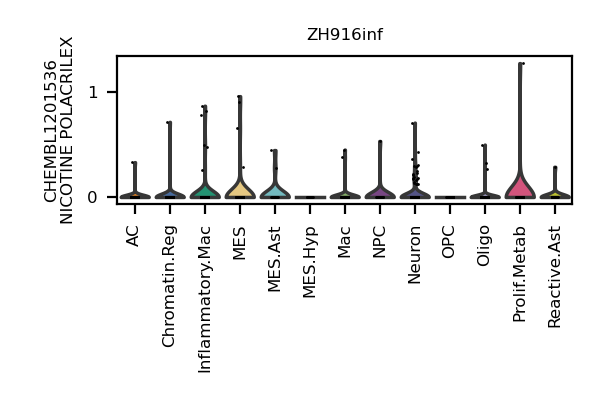 ZH916inf
CHEMBL1201536
NICOTINE POLACRILEX
1
0
AC
Chromatin.Reg
Inflammatory.Mac
MES
MES.Ast
MES.Hyp
Mac
NPC
Neuron
OPC
Oligo
Prolif.Metab
Reactive.Ast